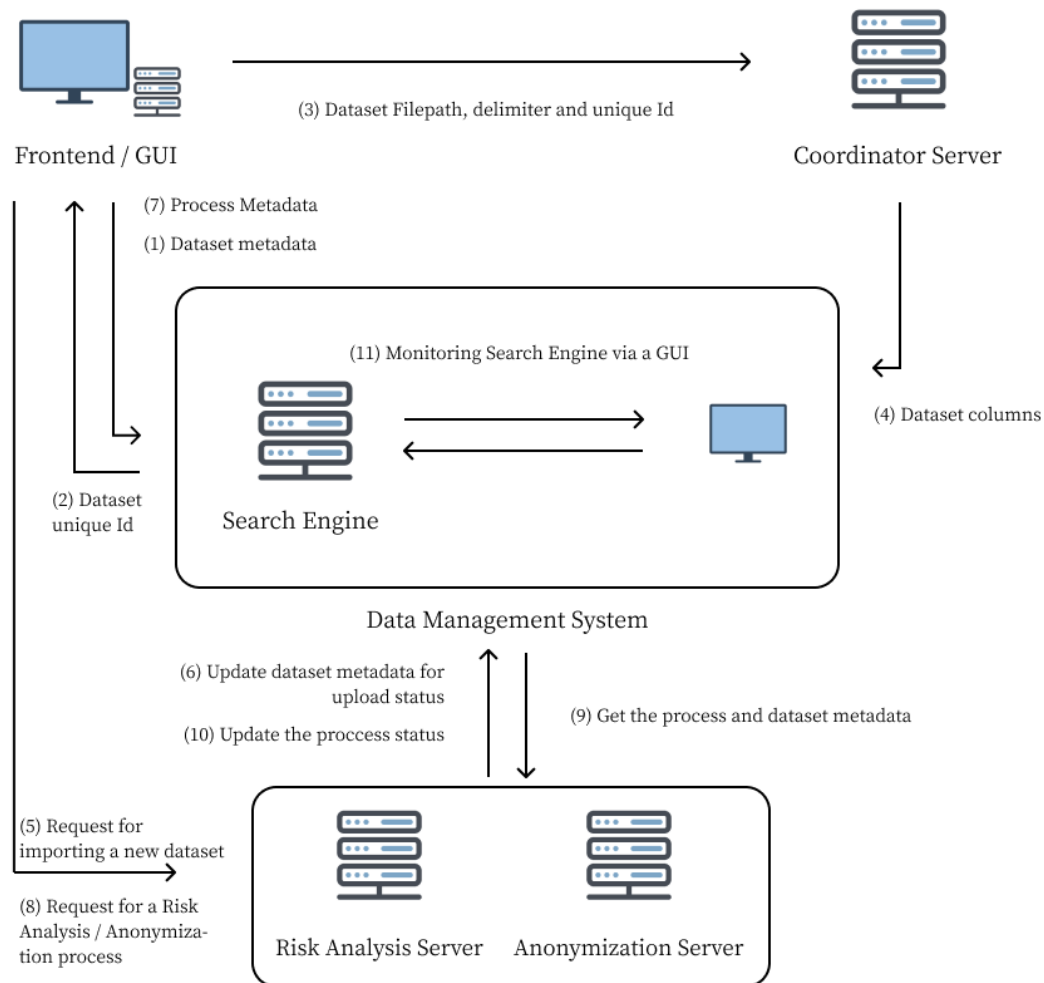 (3) Dataset Filepath, delimiter and unique Id
Frontend / GUI
Coordinator Server
(7) Process Metadata
(1) Dataset metadata
(11) Monitoring Search Engine via a GUI
(4) Dataset columns
(2) Dataset
unique Id
Search Engine
Data Management System
(6) Update dataset metadata for
upload status
(10) Update the proccess status
(9) Get the process and dataset metadata
(5) Request for
importing a new dataset
(8) Request for a Risk
Analysis / Anonymiza-
tion process
Risk Analysis Server
Anonymization Server